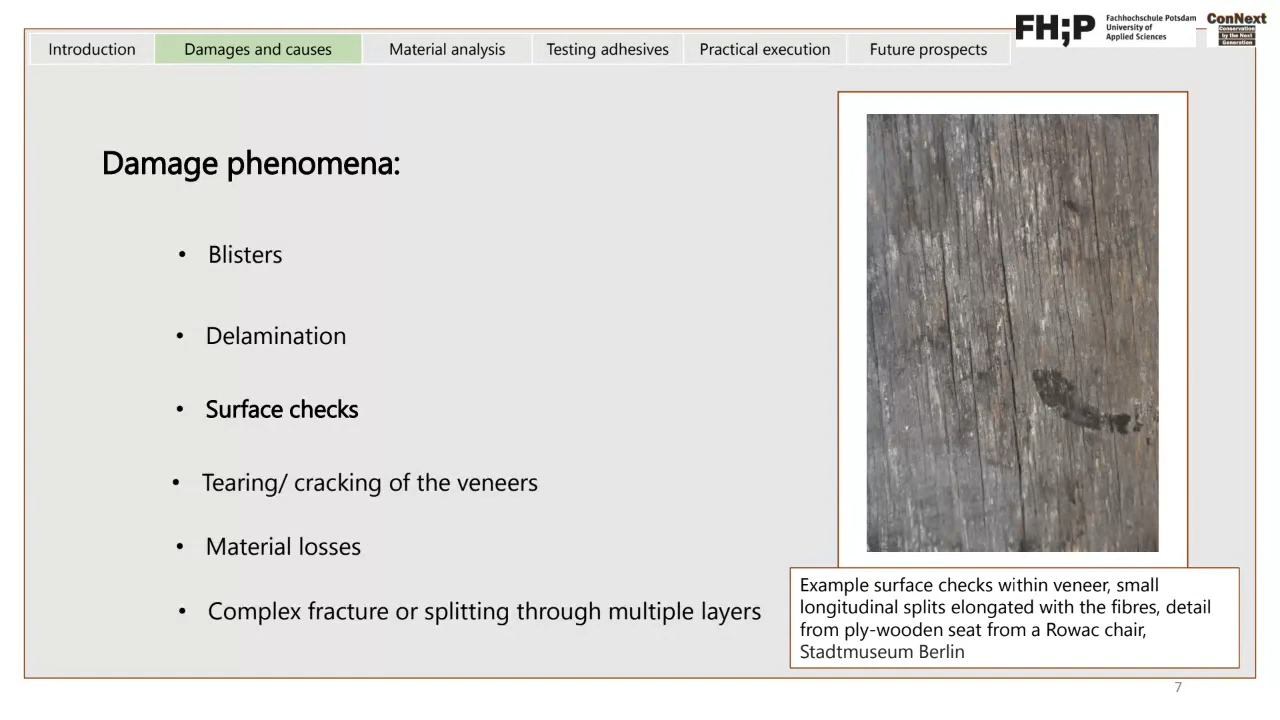 Introduction
Damages and causes
Material analysis
Testing adhesives
Practical execution
Future prospects
FH;P
Fachhochschule Potsdam
University of
Applied Sciences
ConNext
Conservation
by the Next
Generation
Damage phenomena:
• Blisters
• Delamination
• Surface checks
• Tearing/ cracking of the veneers
• Material losses
• Complex fracture or splitting through multiple layers
Example surface checks within veneer, small
longitudinal splits elongated with the fibres, detail
from ply-wooden seat from a Rowac chair,
Stadtmuseum Berlin
7